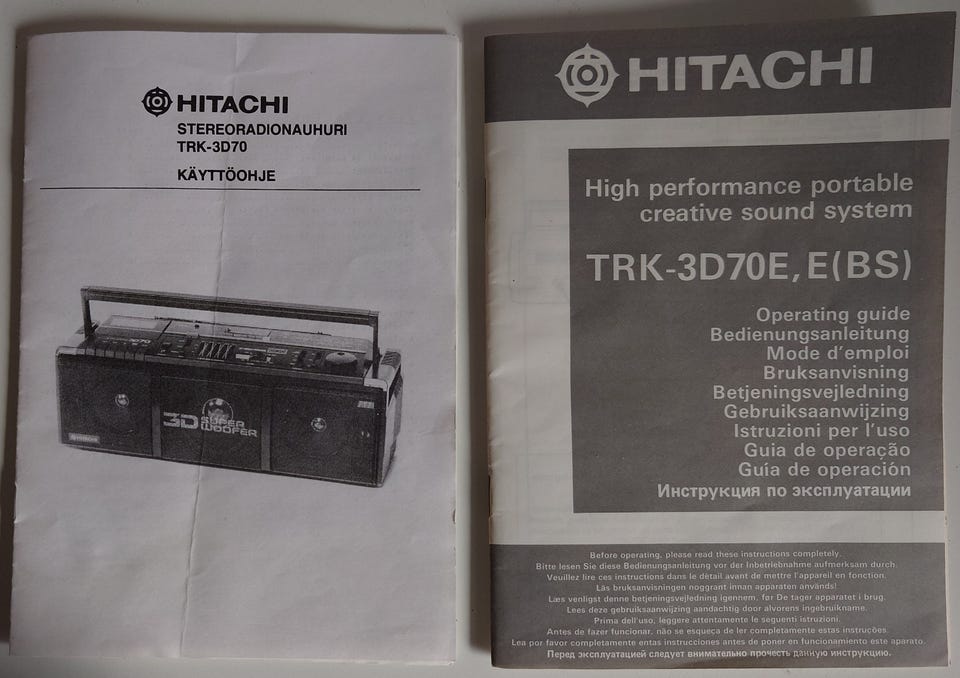 HITACHI
STEREORADIONAUHURI
TRK-3D70
KÄYTTÖOHJE
3D SUPER
WOOFER
HITACHI
HITACHI
High performance portable
creative sound system
TRK-3D70E, E(BS)
Operating guide
Bedienungsanleitung
Mode d'emploi
Bruksanvisning
Betjeningsvejledning
Gebruiksaanwijzing
Istruzioni per l'uso
Guia de operação
Guía de operación
Инструкция по эксплуатации
Before operating, please read these instructions completely.
Bitte lesen Sie diese Bedienungsanleitung vor der Inbetriebnahme aufmerksam durch.
Veuillez lire ces instructions dans le détail avant de mettre l'appareil en fonction.
Läs bruksanvisningen noggrant innan apparaten används!
Læs venligst denne betjeningsvejledning igennem, før De tager apparatet i brug.
Lees deze gebruiksaanwijzing aandachtig door alvorens ingebruikname.
Prima dell'uso, leggere attentamente le seguenti istruzioni.
Antes de fazer funcionar, não se esqueça de ler completamente estas instruções.
Lea por favor completamente entas instrucciones antes de poner en funcionamiento este aparato.
Перед эксплуатацией следует внимательно прочесть данную инструкцию.